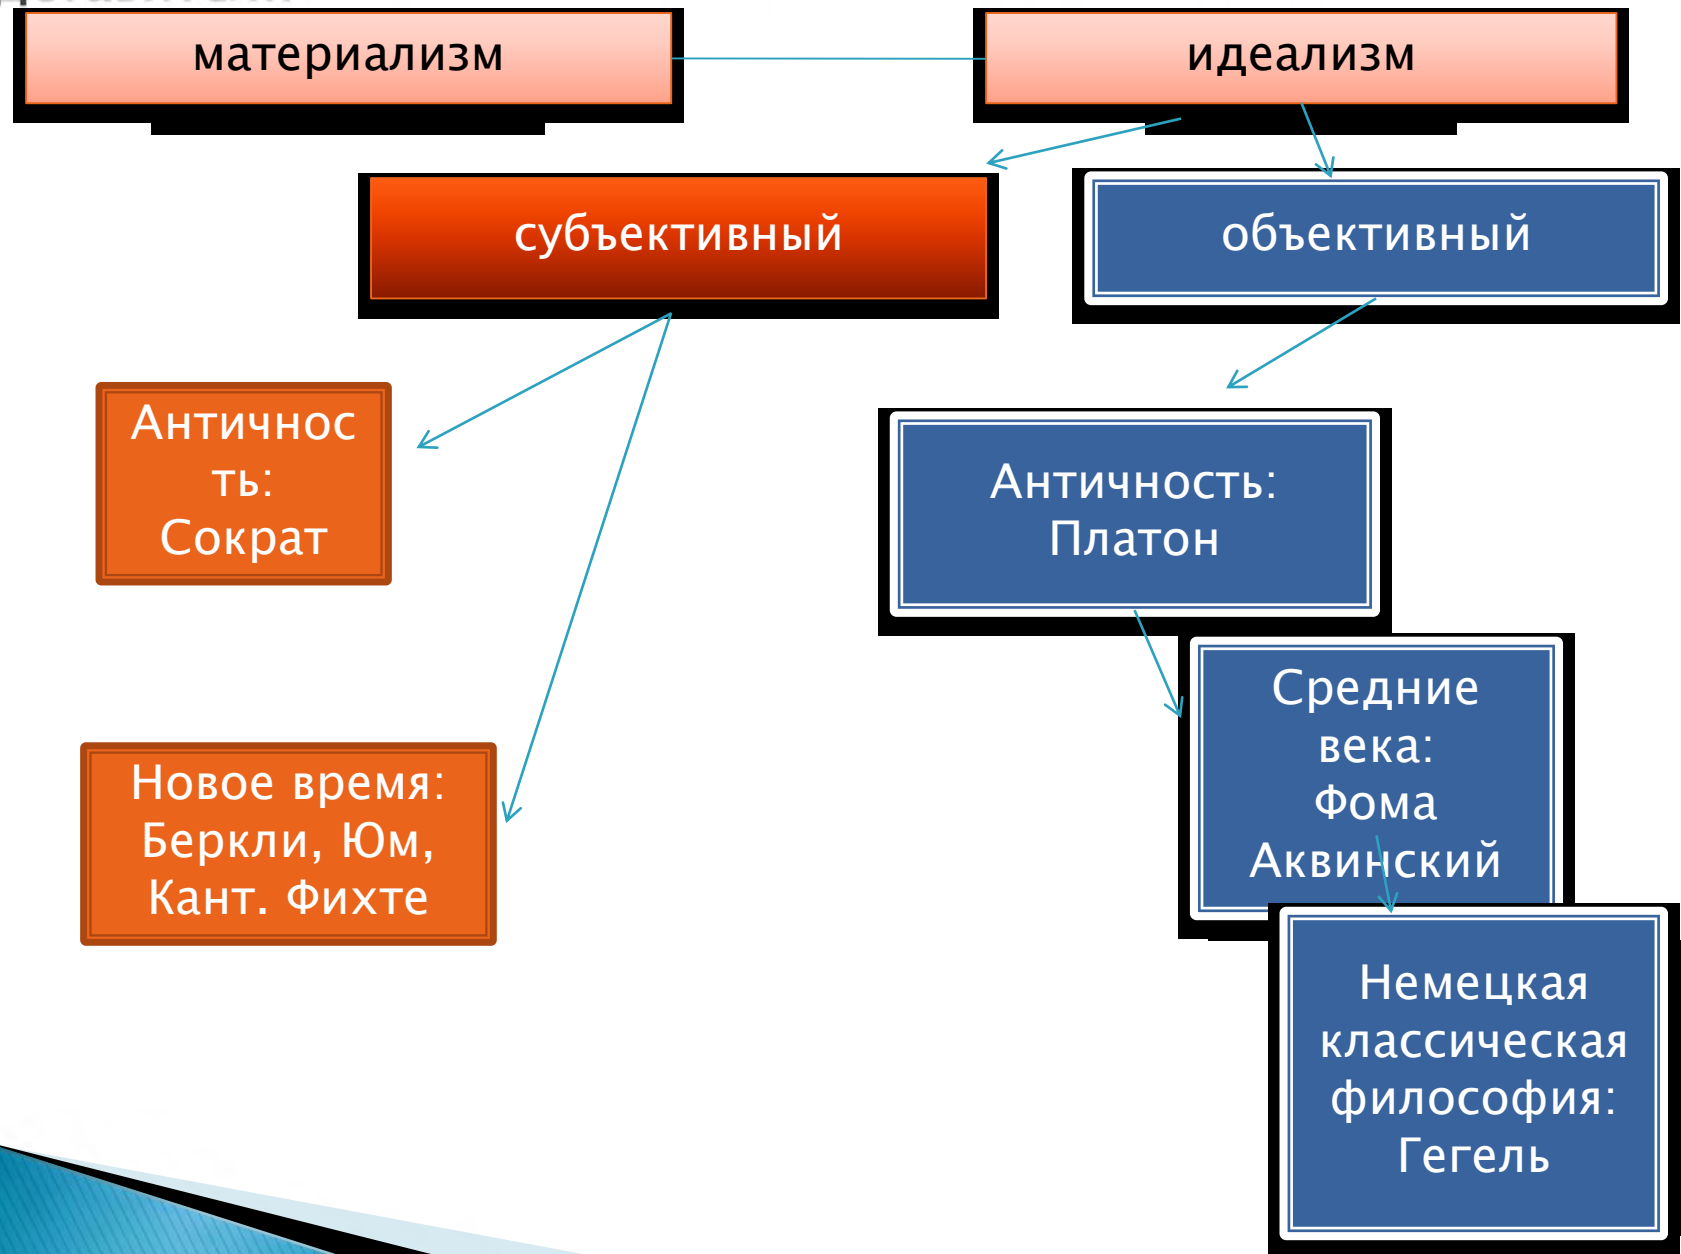 материализм
идеализм
субъективный
объективный
Античнос
ть:
Сократ
Античность:
Платон
Средние
века:
Фома
Аквинский
Новое время:
Беркли, Юм,
Кант. Фихте
Немецкая
классическая
философия:
Гегель